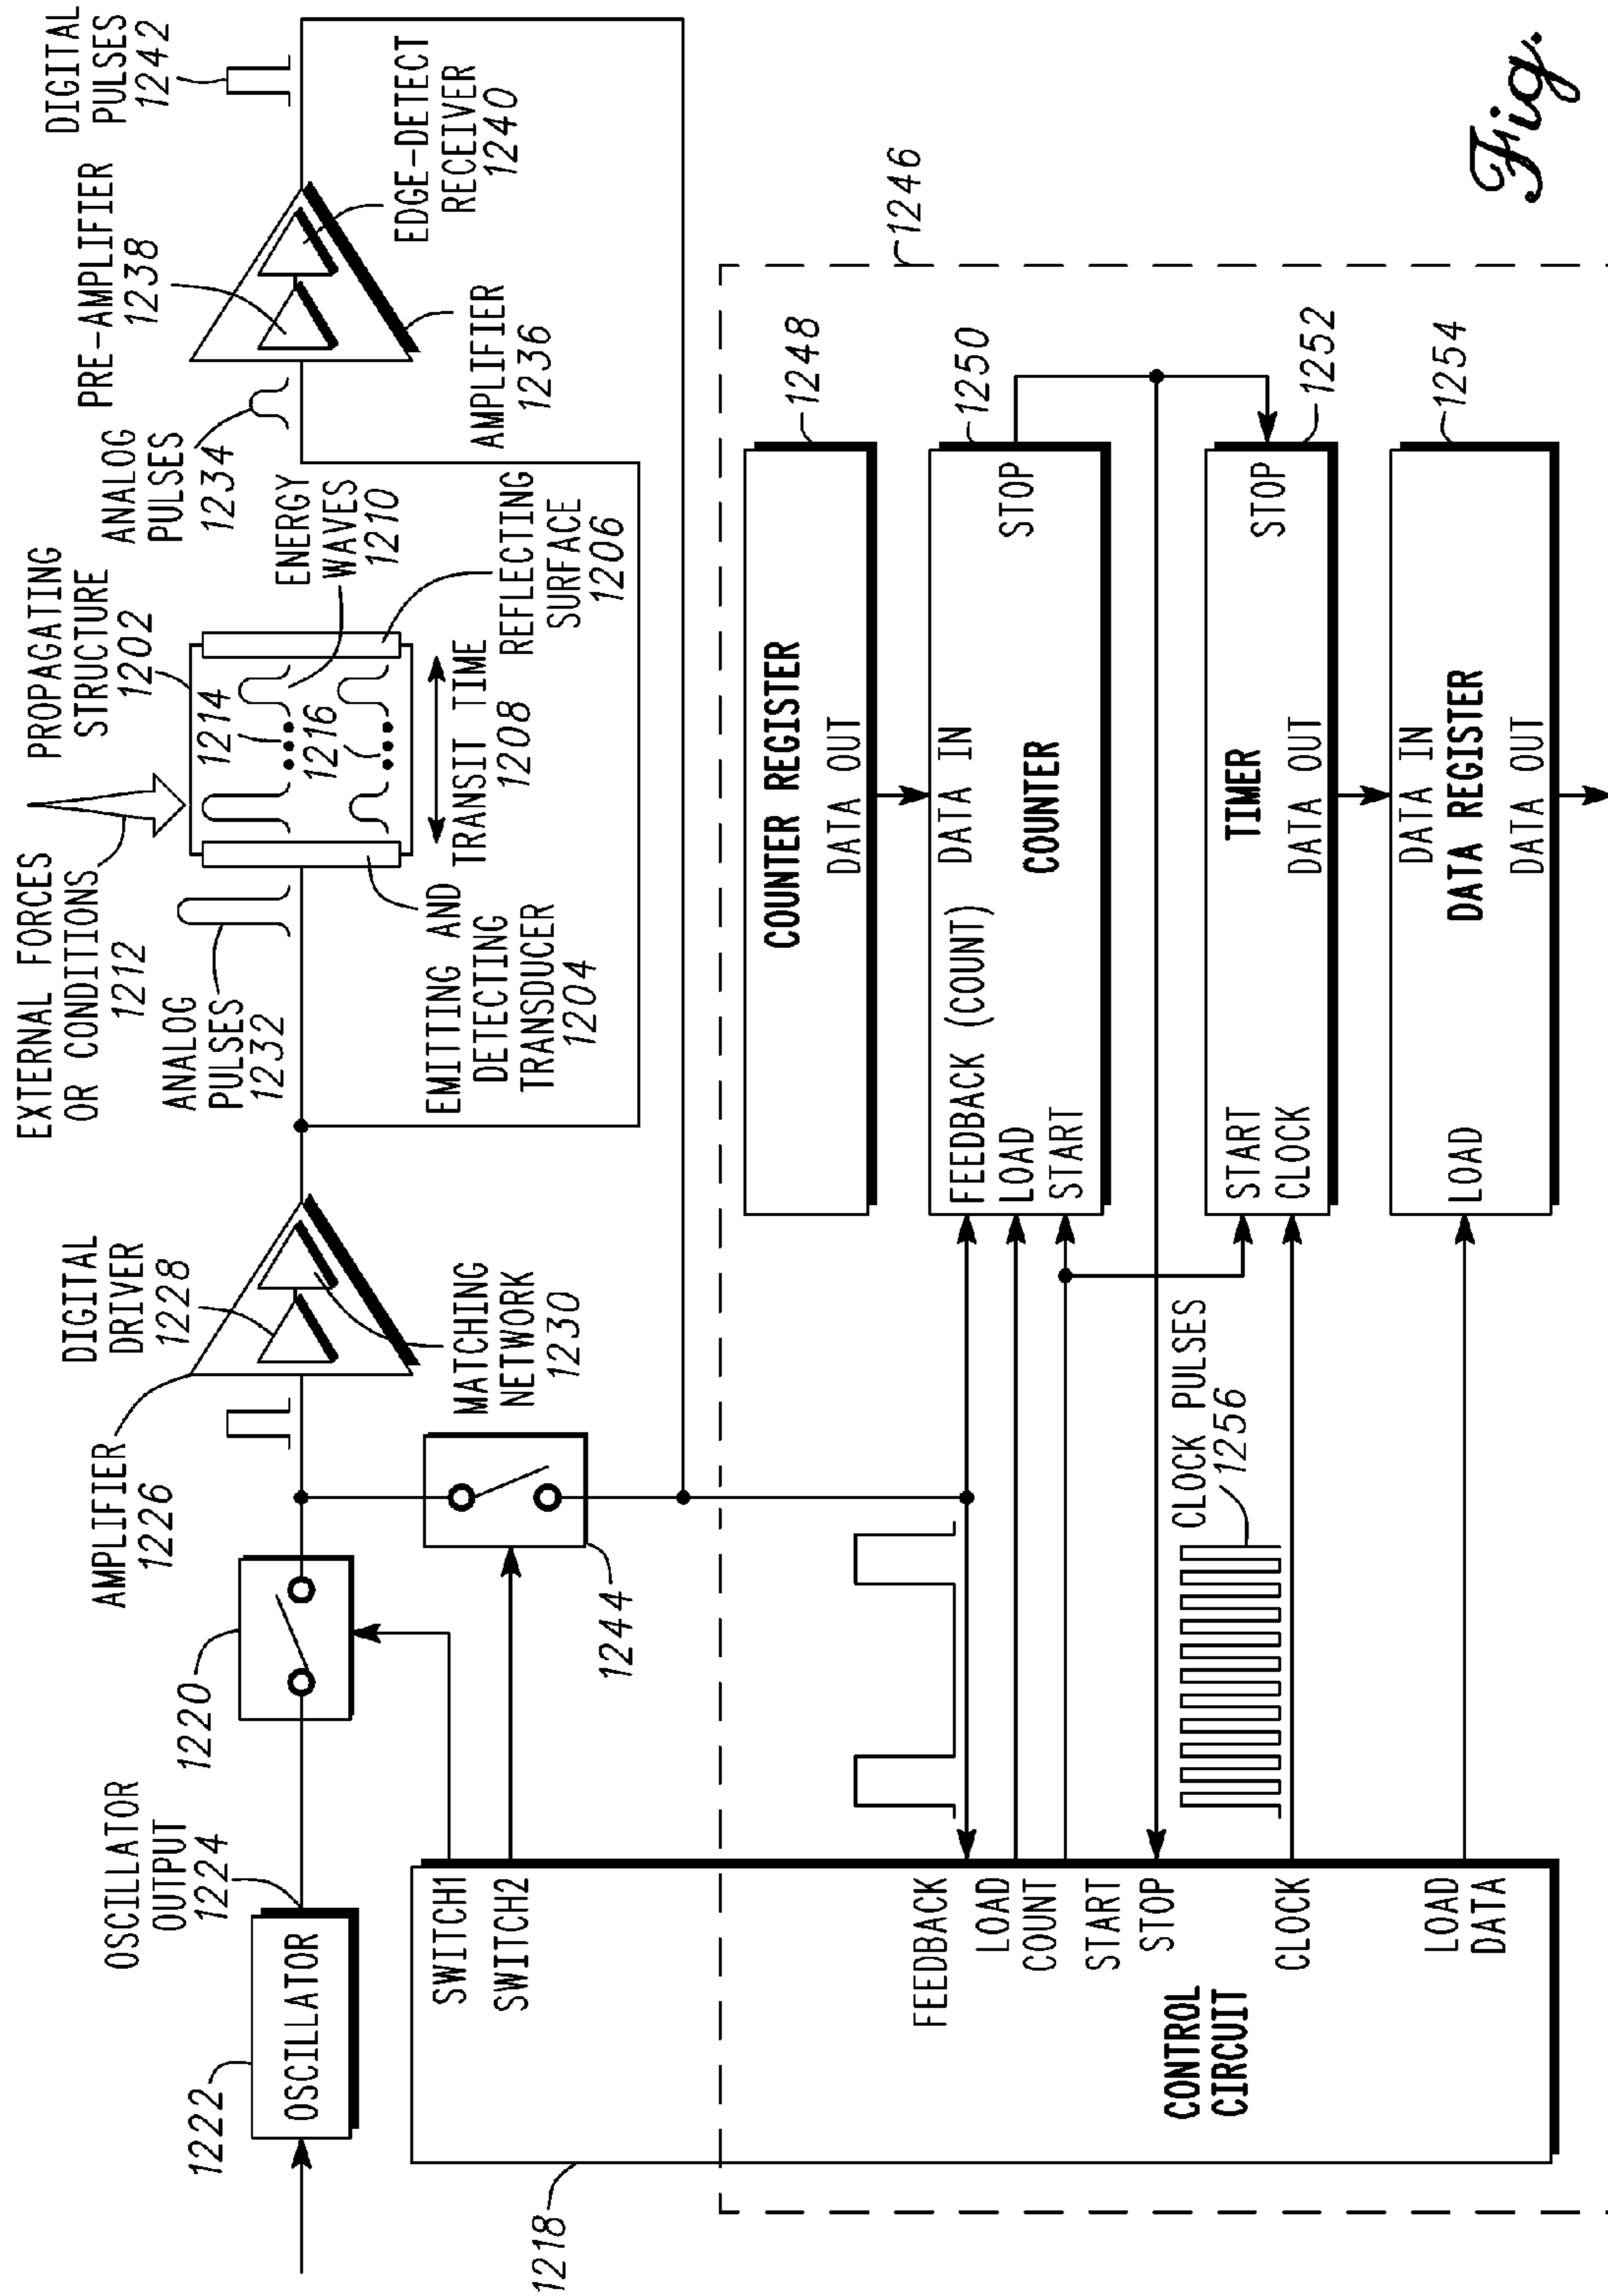 OSCILLATOR
OUTPUT
1224
1222
OSCILLATOR
1220
AMPLIFIER
1226
DIGITAL
DRIVER
1228
MATCHING
NETWORK
1230
1244
EXTERNAL FORCES
OR CONDITIONS
1212
ANALOG
PULSES
1232
EMITTING AND
DETECTING
TRANSDUCER
1204
PROPAGATING
STRUCTURE
1202
1214
1216
TRANSIT TIME
1208
ENERGY
WAVES
1210
REFLECTING
SURFACE
1206
ANALOG
PULSES
1234
PRE-AMPLIFIER
1238
AMPLIFIER
1236
EDGE-DETECT
RECEIVER
1240
DIGITAL
PULSES
1242
1218
SWITCH1
SWITCH2
FEEDBACK
LOAD
COUNT
START
STOP
CLOCK
LOAD
DATA
CONTROL
CIRCUIT
CLOCK PULSES
1256
1246
COUNTER REGISTER
DATA OUT
1248
FEEDBACK (COUNT)
LOAD
START
DATA IN
COUNTER
STOP
1250
START
CLOCK
TIMER
DATA OUT
STOP
1252
LOAD
DATA IN
DATA REGISTER
DATA OUT
1254
Fig.